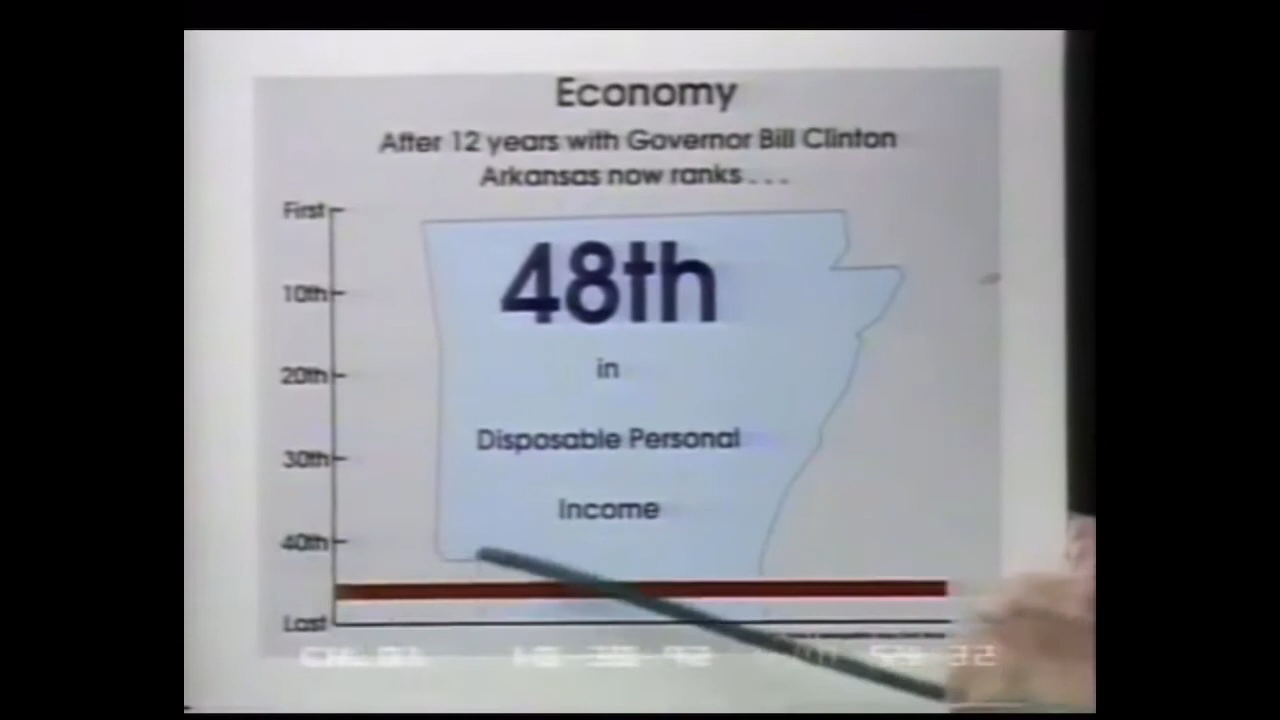 Economy
After 12 years with Governor Bill Clinton
Arkansas now ranks . . .
First
10th
20th
30th
40th
Last
48th
in
Disposable Personal
Income